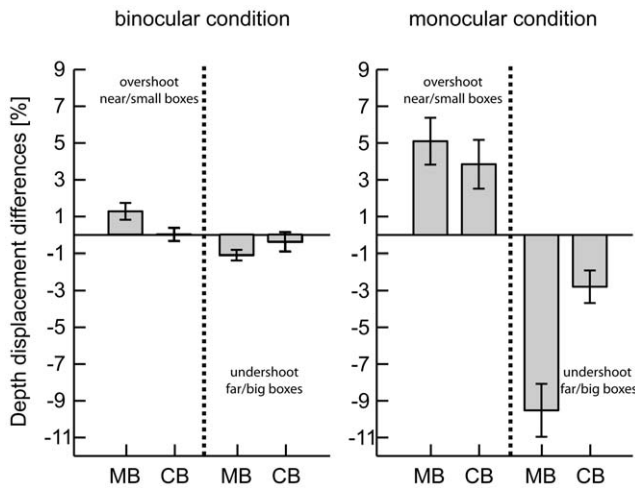 binocular condition
monocular condition
Depth displacement differences [%]
9
7
5
3
1
-1
-3
-5
-7
-9
-11
overshoot
near/small boxes
undershoot
far/big boxes
MB CB MB CB
9
7
5
3
1
-1
-3
-5
-7
-9
-11
overshoot
near/small boxes
undershoot
far/big boxes
MB CB MB CB